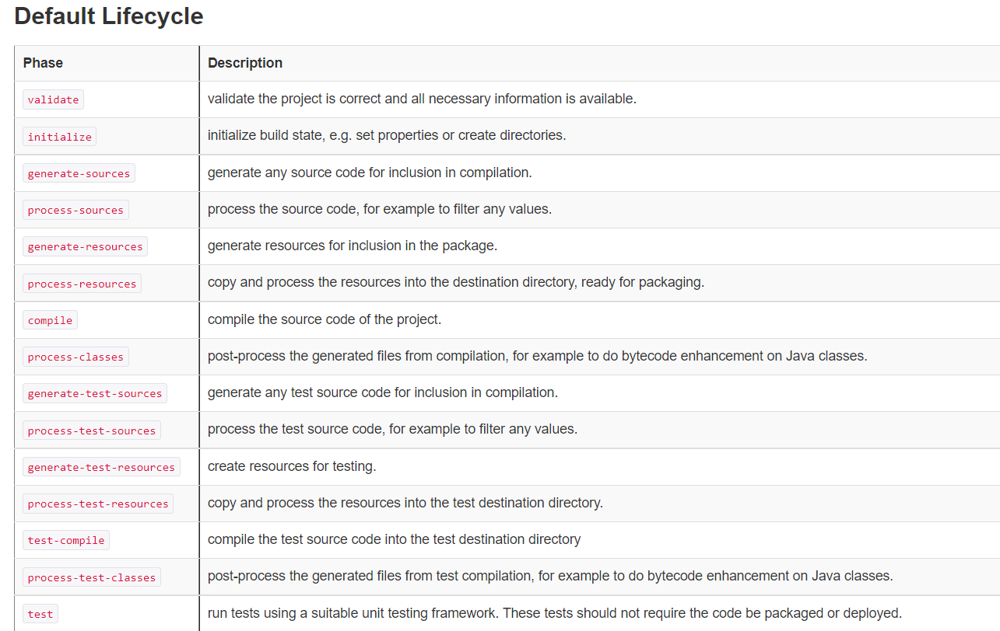 Default Lifecycle
Phase Description
validate validate the project is correct and all necessary information is available.
initialize initialize build state, e.g. set properties or create directories.
generate-sources generate any source code for inclusion in compilation.
process-sources process the source code, for example to filter any values.
generate-resources generate resources for inclusion in the package.
process-resources copy and process the resources into the destination directory, ready for packaging.
compile compile the source code of the project.
process-classes post-process the generated files from compilation, for example to do bytecode enhancement on Java classes.
generate-test-sources generate any test source code for inclusion in compilation.
process-test-sources process the test source code, for example to filter any values.
generate-test-resources create resources for testing.
process-test-resources copy and process the resources into the test destination directory.
test-compile compile the test source code into the test destination directory
process-test-classes post-process the generated files from test compilation, for example to do bytecode enhancement on Java classes.
test run tests using a suitable unit testing framework. These tests should not require the code be packaged or deployed.